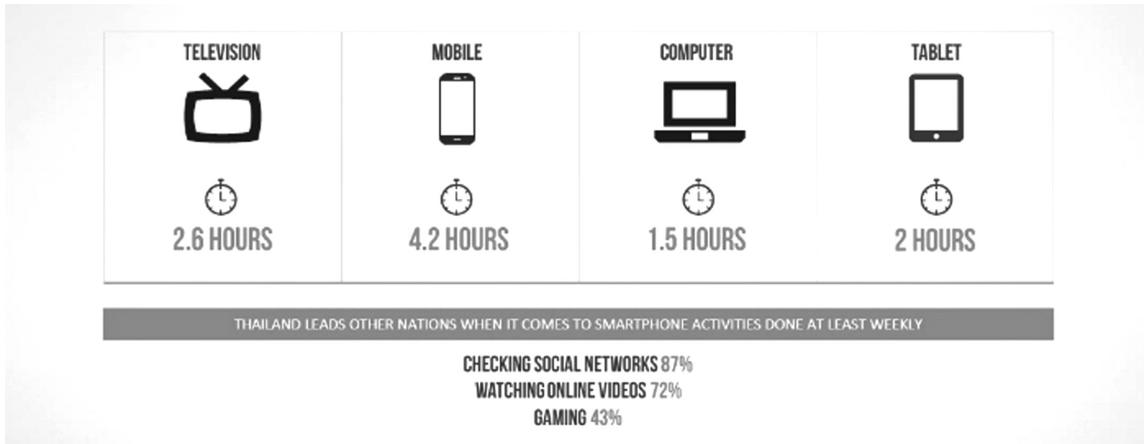 TELEVISION
MOBILE
COMPUTER
TABLET
2.6 HOURS
4.2 HOURS
1.5 HOURS
2 HOURS
THAILAND LEADS OTHER NATIONS WHEN IT COMES TO SMARTPHONE ACTIVITIES DONE AT LEAST WEEKLY
CHECKING SOCIAL NETWORKS 87%
WATCHING ONLINE VIDEOS 72%
GAMING 43%